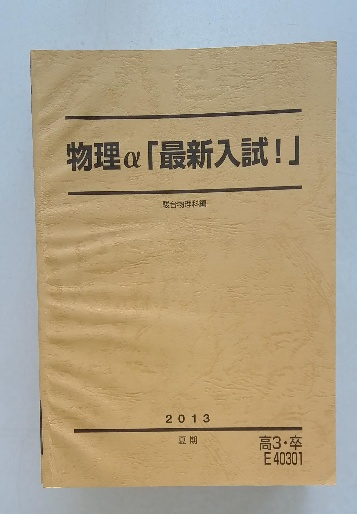 物理α「最新入試!」
駿台物理科編
2013
夏期
高3・卒
E40301